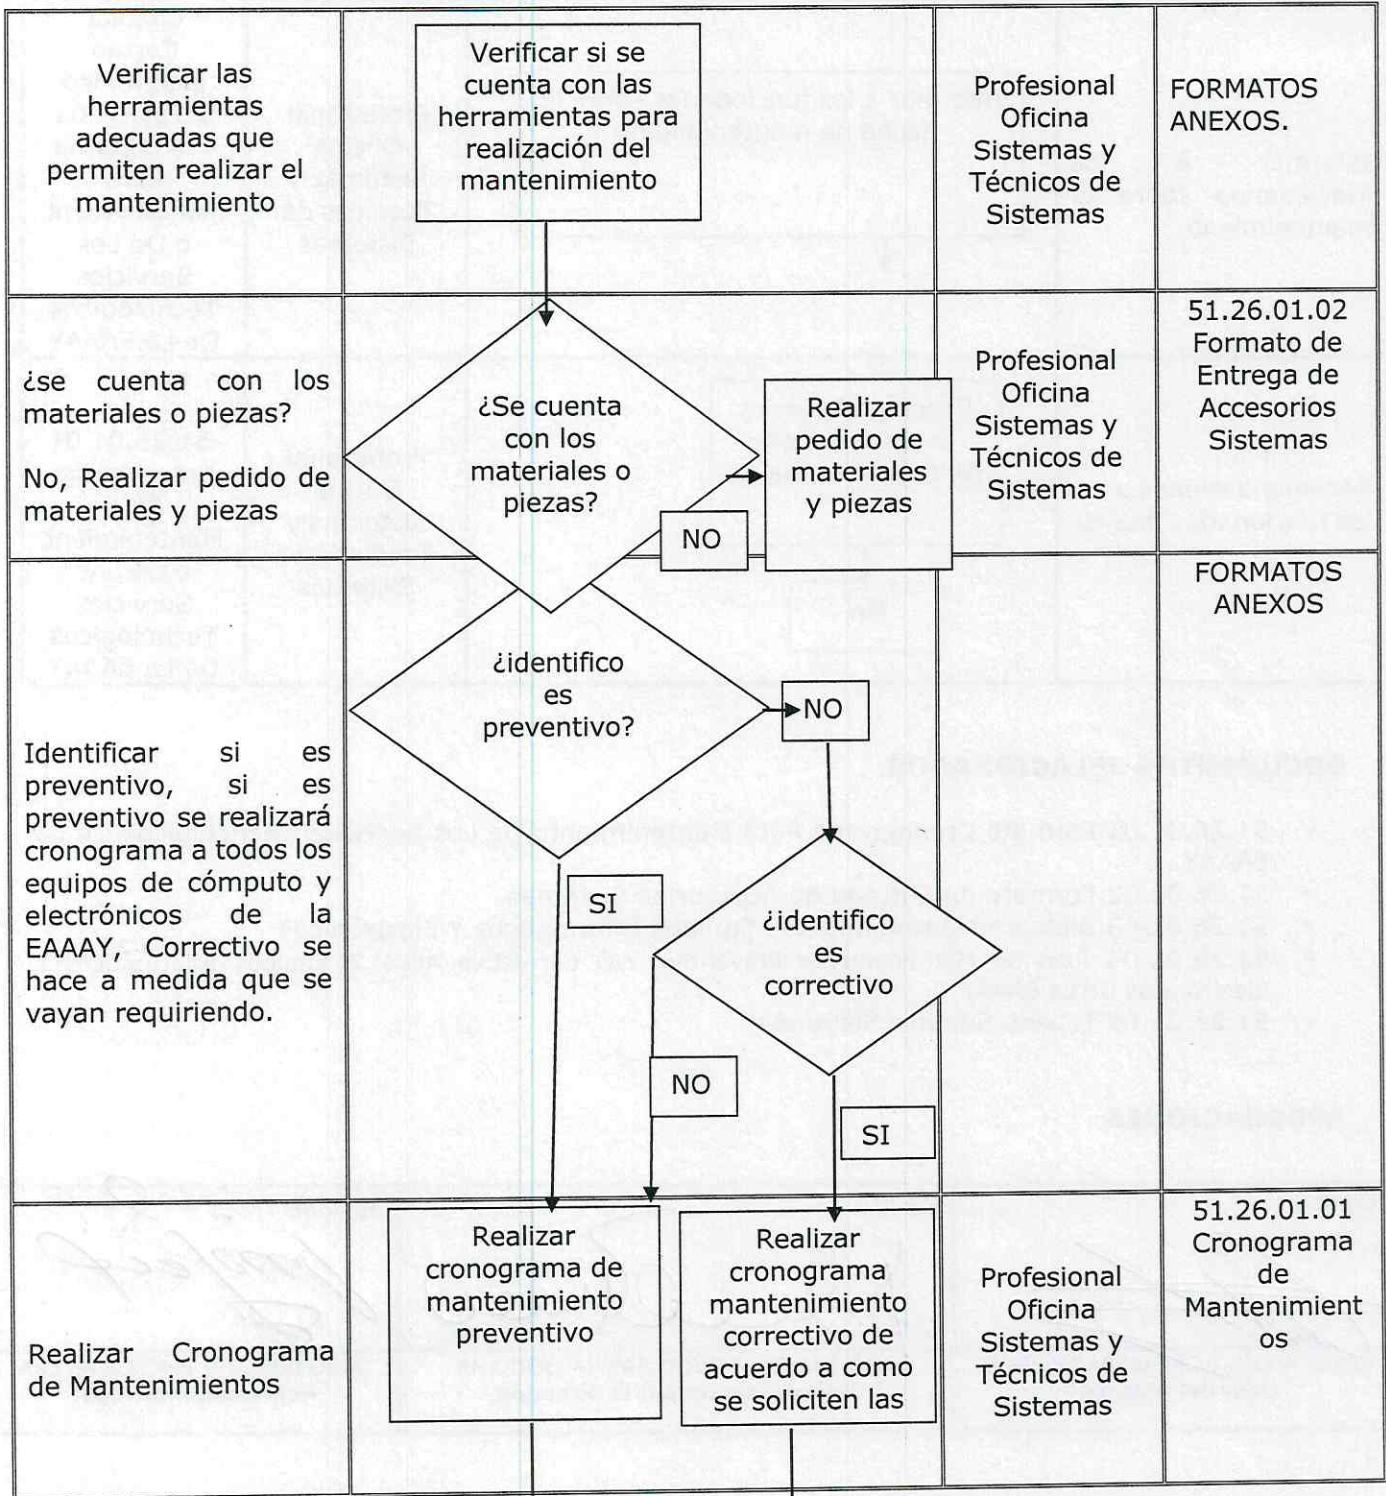 Verificar las
herramientas
adecuadas que
permiten realizar el
mantenimiento
Verificar si se
cuenta con las
herramientas para
realización del
mantenimiento
Profesional
Oficina
Sistemas y
Técnicos de
Sistemas
FORMATOS
ANEXOS.
¿se cuenta con los
materiales o piezas?
No, Realizar pedido de
materiales y piezas
¿Se cuenta
con los
materiales o
piezas?
NO
Realizar
pedido de
materiales
y piezas
Profesional
Oficina
Sistemas y
Técnicos de
Sistemas
51.26.01.02
Formato de
Entrega de
Accesorios
Sistemas
Identificar si es
preventivo, si es
preventivo se realizará
cronograma a todos los
equipos de cómputo y
electrónicos de la
EAAAY, Correctivo se
hace a medida que se
vayan requiriendo.
¿identifico
es
preventivo?
NO
SI
¿identifico
es
correctivo
NO
SI
FORMATOS
ANEXOS
Realizar Cronograma
de Mantenimientos
Realizar
cronograma de
mantenimiento
preventivo
Realizar
cronograma
mantenimiento
correctivo de
acuerdo a como
se soliciten las
Profesional
Oficina
Sistemas y
Técnicos de
Sistemas
51.26.01.01
Cronograma
de
Mantenimient
os